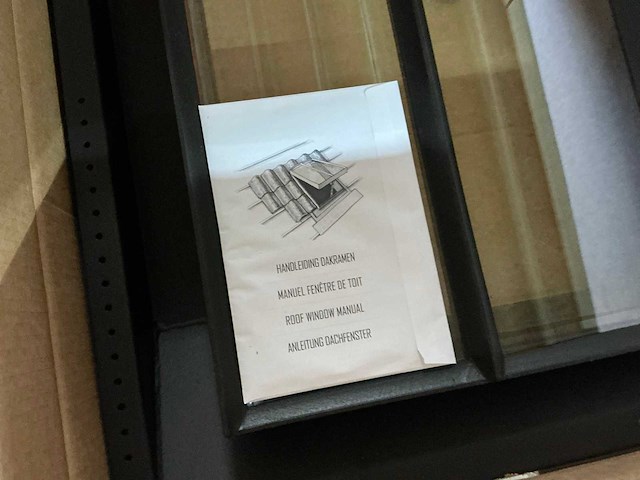 HANDLEIDING DAKRAMEN
MANUEL FENÊTRE DE TOIT
ROOF WINDOW MANUAL
ANLEITUNG DACHFENSTER